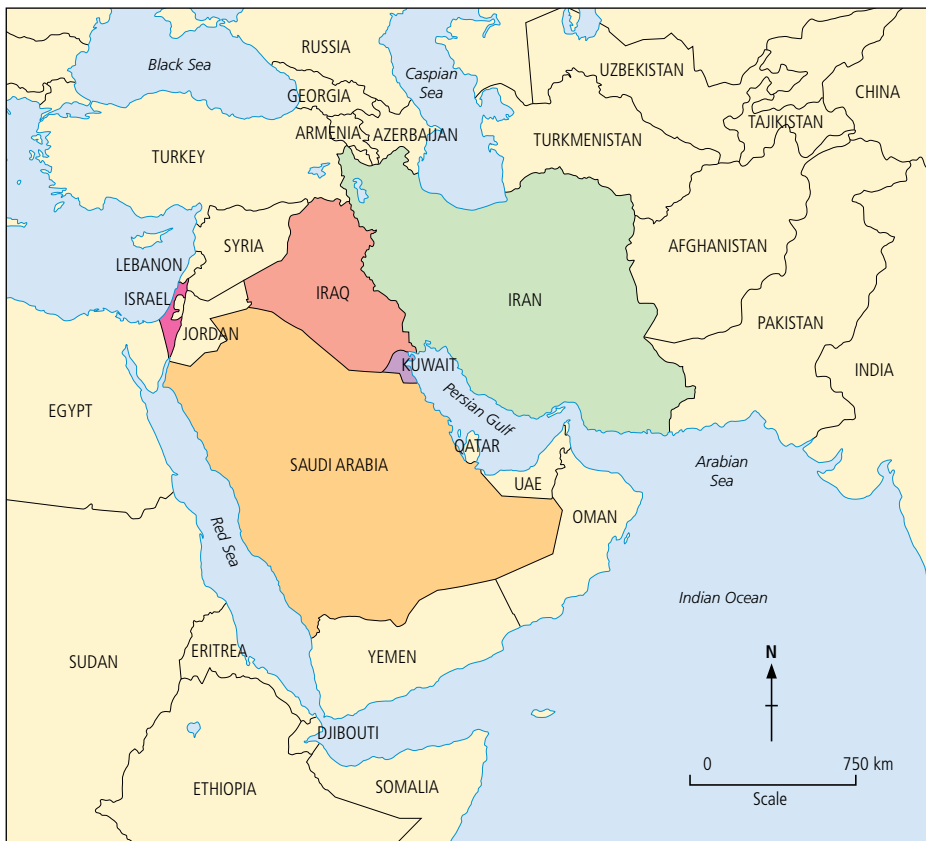 RUSSIA
Black Sea
Caspian
Sea
UZBEKISTAN
CHINA
GEORGIA
ARMENIA
AZERBAIJAN
TAJIKISTAN
TURKEY
TURKMENISTAN
SYRIA
AFGHANISTAN
LEBANON
ISRAEL
IRAQ
IRAN
JORDAN
PAKISTAN
KUWAIT
INDIA
Persian Gulf
EGYPT
QATAR
SAUDI ARABIA
UAE
Arabian
Sea
OMAN
Red Sea
Indian Ocean
ERITREA
YEMEN
SUDAN
N
DJIBOUTI
ETHIOPIA
SOMALIA
0 750 km
Scale